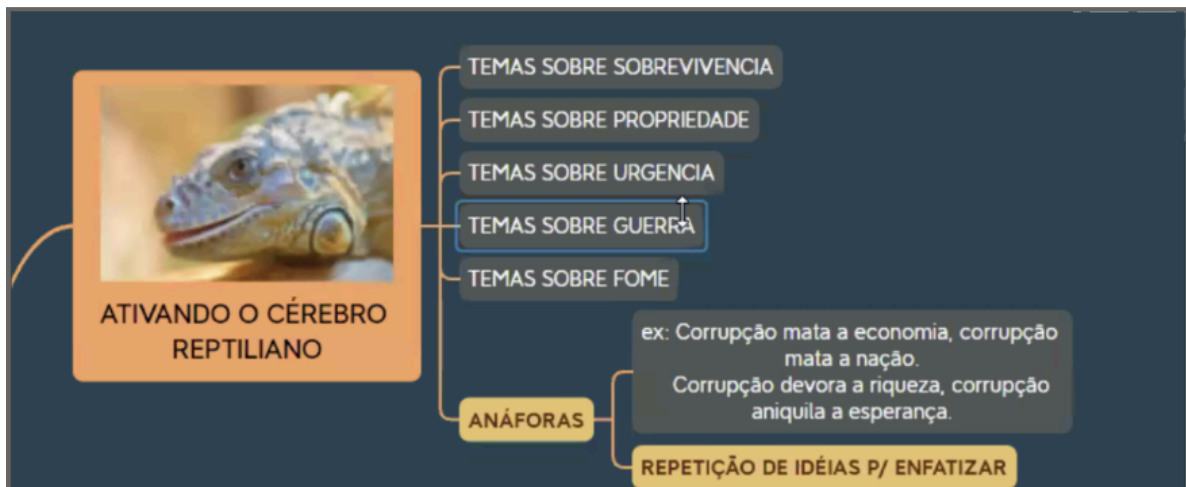 TEMAS SOBRE SOBREVIVENCIA
TEMAS SOBRE PROPRIEDADE
TEMAS SOBRE URGENCIA
TEMAS SOBRE GUERRA
TEMAS SOBRE FOME
ATIVANDO O CÉREBRO
REPTILIANO
ex: Corrupção mata a economia, corrupção
mata a nação.
Corrupção devora a riqueza, corrupção
aniquila a esperança.
ANÁFORAS
REPETIÇÃO DE IDÉIAS P/ ENFATIZAR